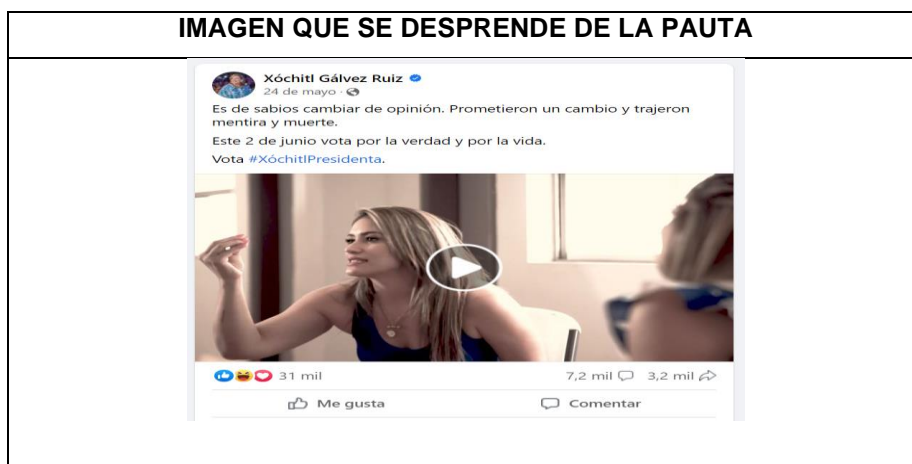 IMAGEN QUE SE DESPRENDE DE LA PAUTA
Xóchitl Gálvez Ruiz
24 de mayo ·
Es de sabios cambiar de opinión. Prometieron un cambio y trajeron
mentira y muerte.
Este 2 de junio vota por la verdad y por la vida.
Vota #XóchitlPresidenta.
31 mil
7,2 mil 3,2 mil
Me gusta
Comentar